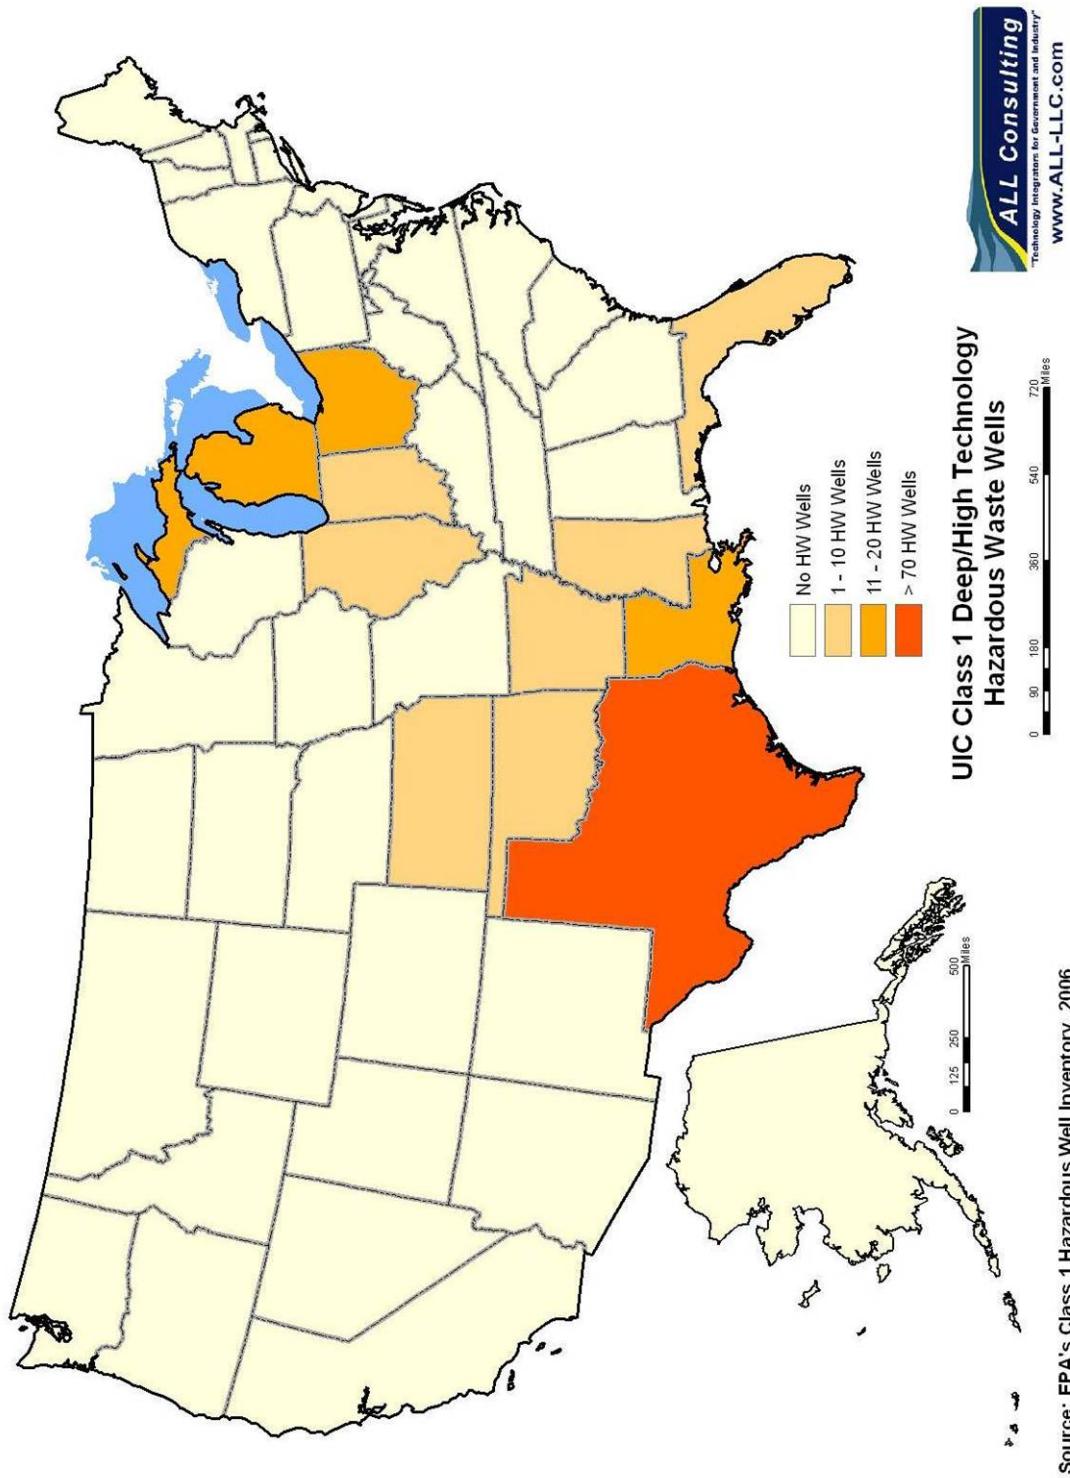 ALL Consulting
"Technology Integrators for Government and Industry"
www.ALL-LLC.com
No HW Wells
1 - 10 HW Wells
11 - 20 HW Wells
> 70 HW Wells
UIC Class 1 Deep/High Technology
Hazardous Waste Wells
0 90 180 360 540 720
Miles
0 125 250 500
Miles
Source: EPA's Class 1 Hazardous Well Inventory, 2006